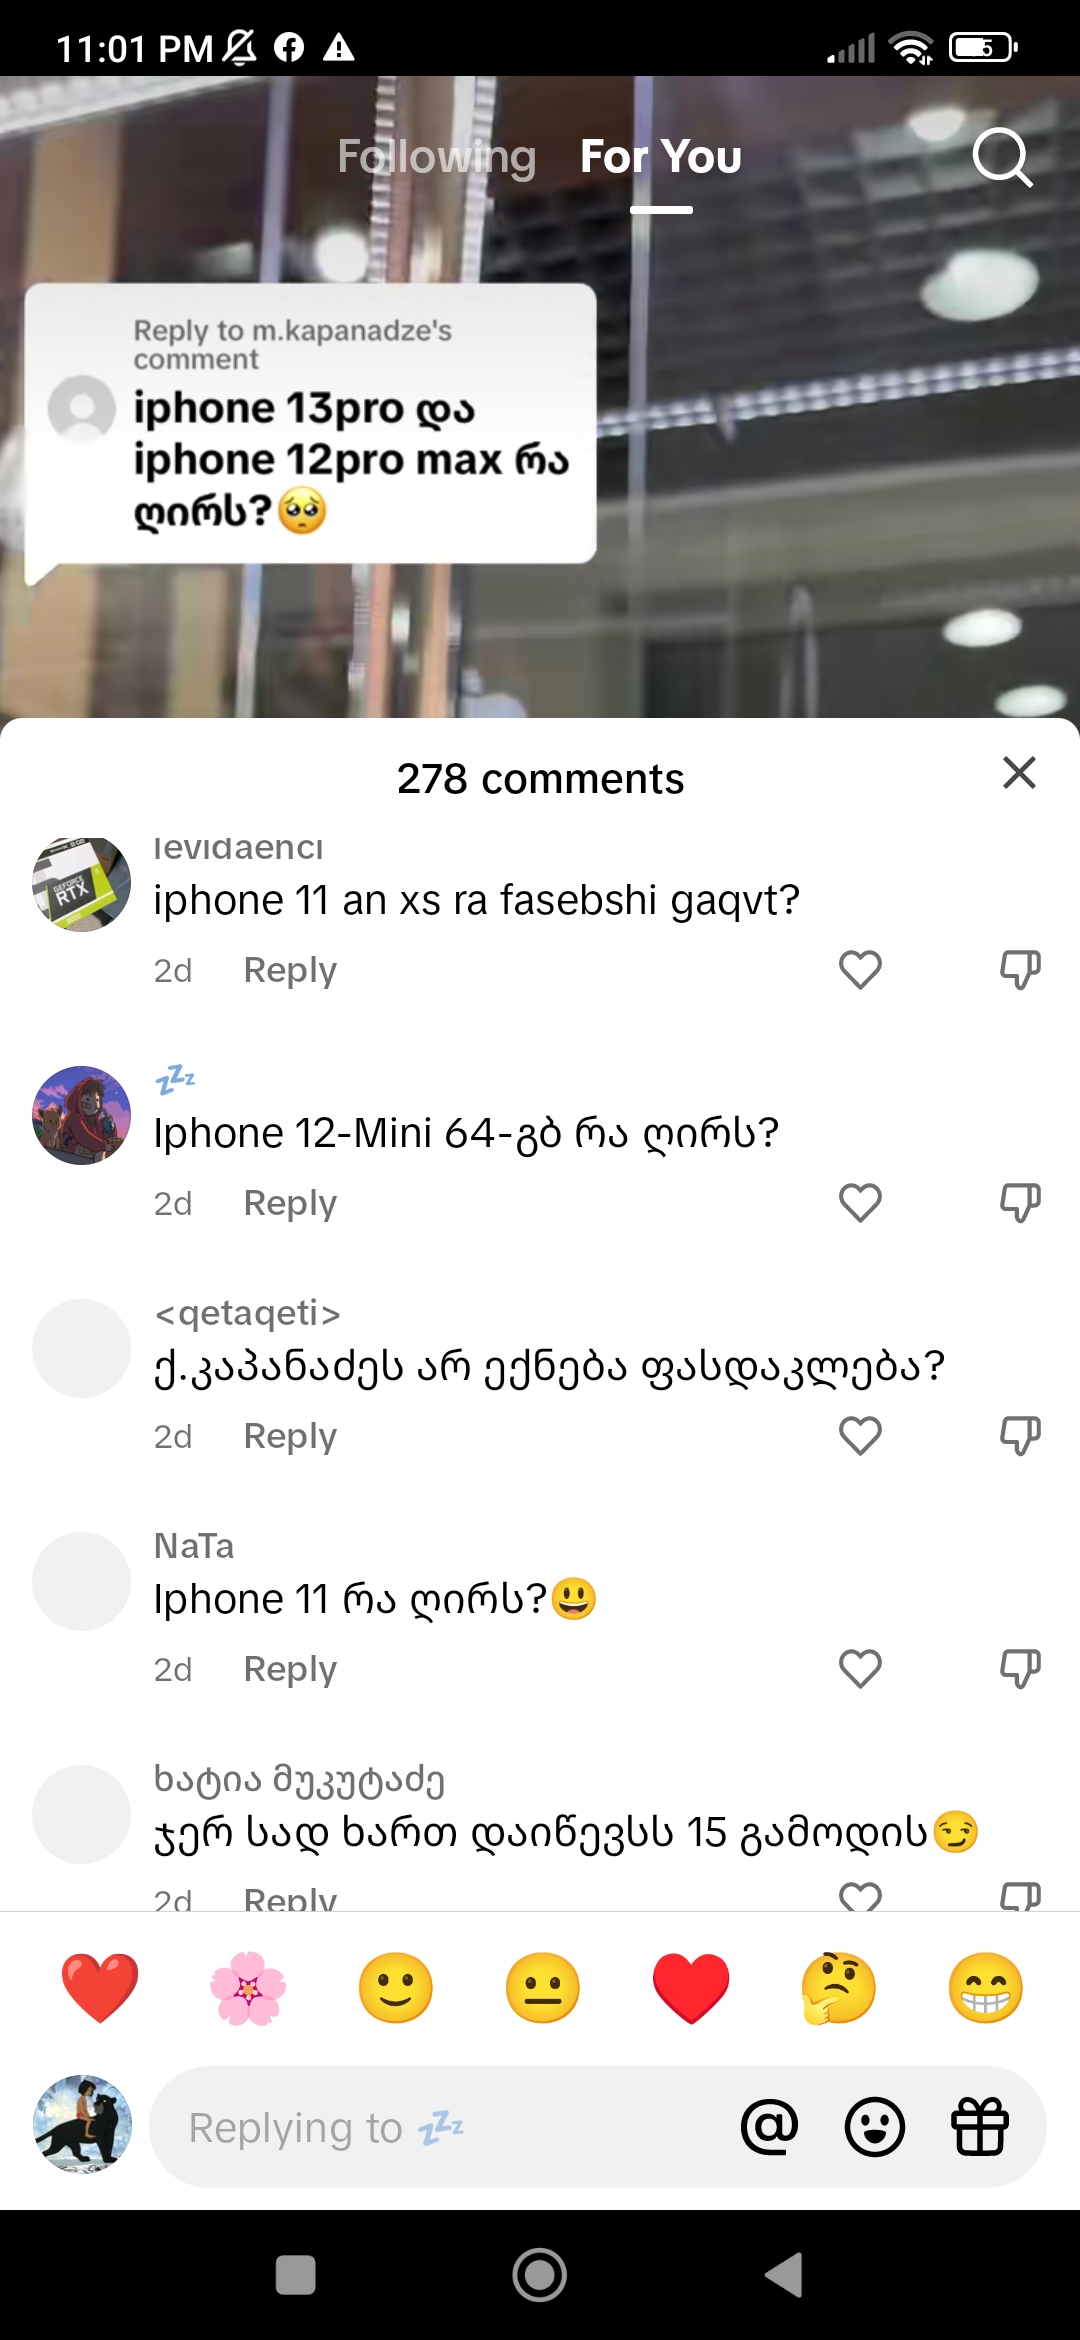 11:01 PM
5
Following For You
Reply to m.kapanadze's
comment
iphone 13pro და
iphone 12pro max რა
ღირს?🥺
278 comments
GEFORCE
RTX
levidaenci
iphone 11 an xs ra fasebshi gaqvt?
2d Reply
💤
Iphone 12-Mini 64-გბ რა ღირს?
2d Reply
<qetaqeti>
ქ.კაპანაძეს არ ექნება ფასდაკლება?
2d Reply
NaTa
Iphone 11 რა ღირს?😃
2d Reply
ხატია მუკუტაძე
ჯერ სად ხართ დაიწევსს 15 გამოდის😏
2d Reply
Replying to 💤